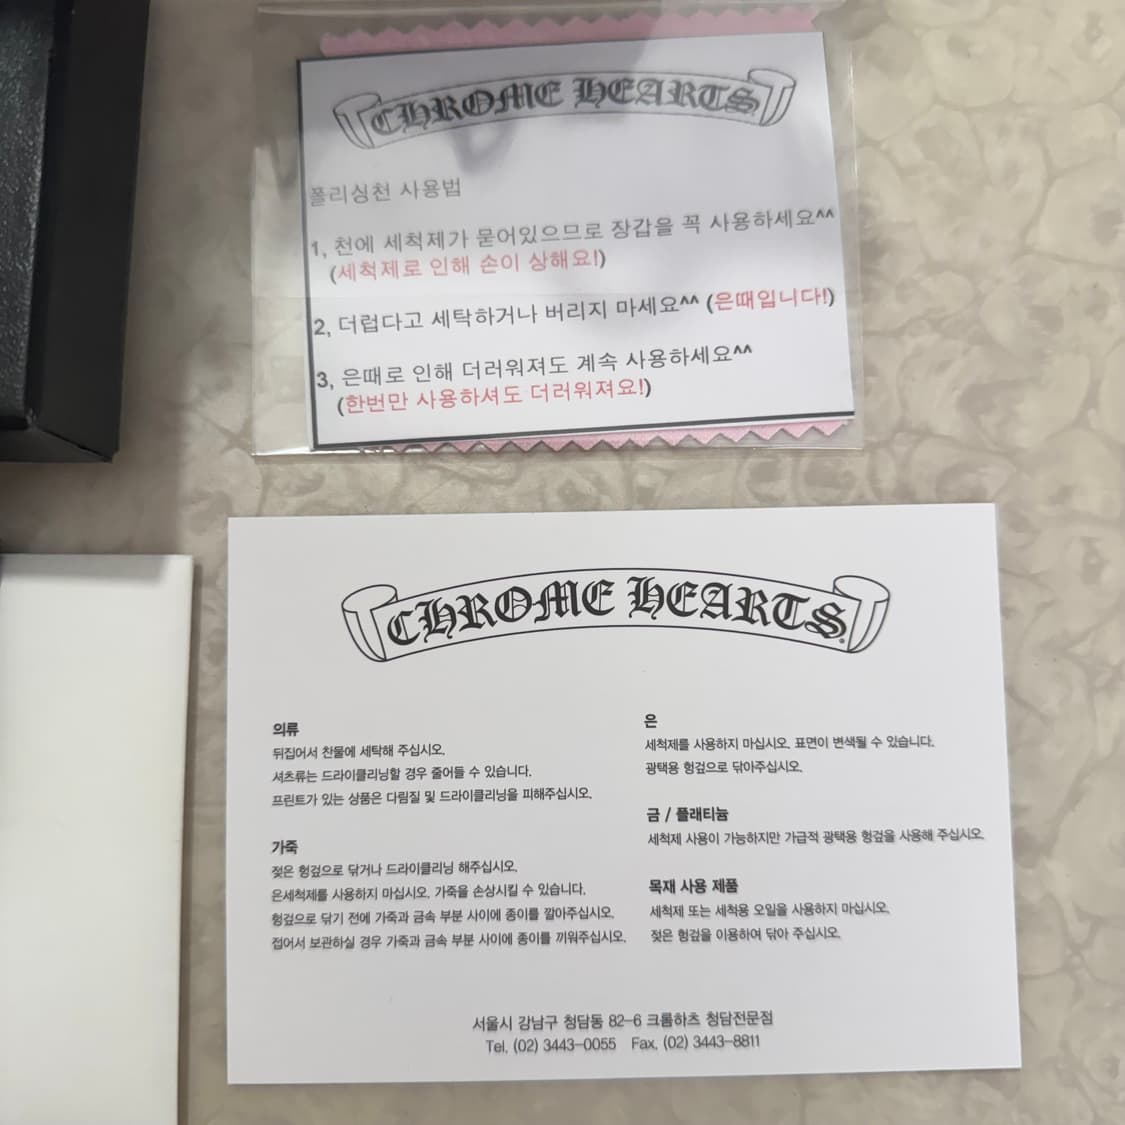 CHROME HEARTS
폴리싱천 사용법
1, 천에 세척제가 묻어있으므로 장갑을 꼭 사용하세요^^
(세척제로 인해 손이 상해요!)
2, 더럽다고 세탁하거나 버리지 마세요^^ (은때입니다!)
3, 은때로 인해 더러워져도 계속 사용하세요^^
(한번만 사용하셔도 더러워져요!)
CHROME HEARTS
의류
뒤집어서 찬물에 세탁해 주십시오.
셔츠류는 드라이클리닝할 경우 줄어들 수 있습니다.
프린트가 있는 상품은 다림질 및 드라이클리닝을 피해주십시오.
가죽
젖은 헝겊으로 닦거나 드라이클리닝 해주십시오.
은세척제를 사용하지 마십시오. 가죽을 손상시킬 수 있습니다.
헝겊으로 닦기 전에 가죽과 금속 부분 사이에 종이를 깔아주십시오.
접어서 보관하실 경우 가죽과 금속 부분 사이에 종이를 끼워주십시오.
은
세척제를 사용하지 마십시오. 표면이 변색될 수 있습니다.
광택용 헝겊으로 닦아주십시오.
금 / 플래티늄
세척제 사용이 가능하지만 가급적 광택용 헝겊을 사용해 주십시오.
목재 사용 제품
세척제 또는 세척용 오일을 사용하지 마십시오.
젖은 헝겊을 이용하여 닦아 주십시오.
서울시 강남구 청담동 82-6 크롬하츠 청담전문점
Tel. (02) 3443-0055 Fax. (02) 3443-8811